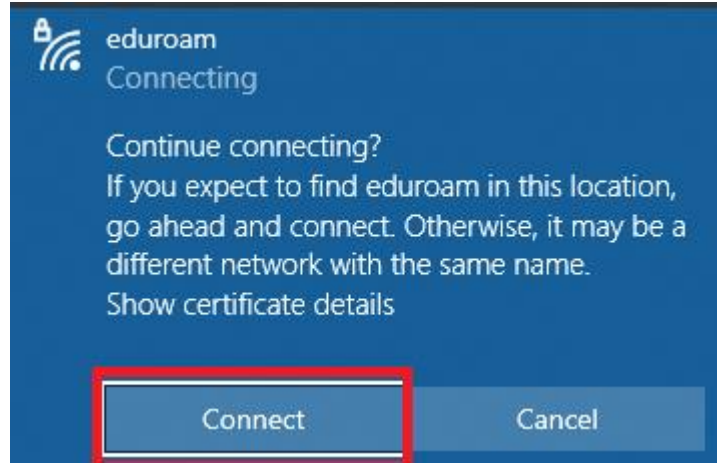 eduroam
Connecting
Continue connecting?
If you expect to find eduroam in this location,
go ahead and connect. Otherwise, it may be a
different network with the same name.
Show certificate details
Connect
Cancel